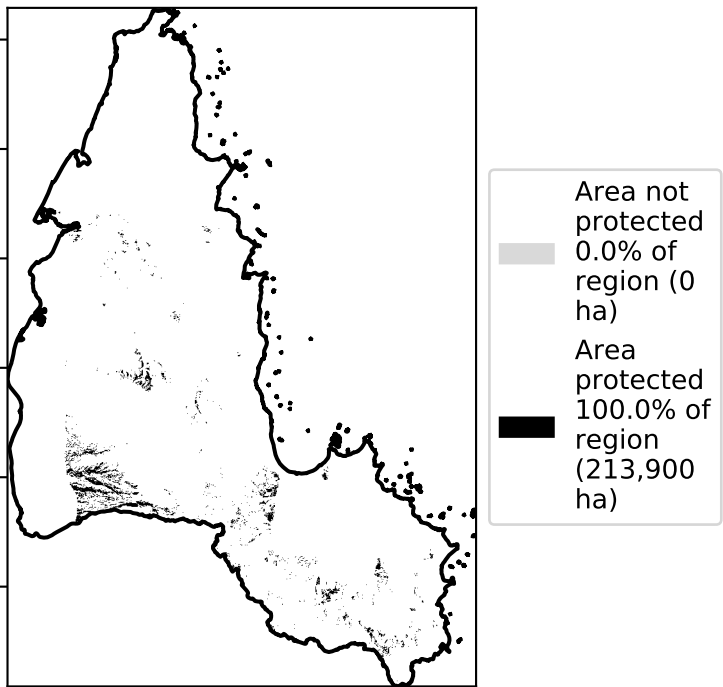 Area not
protected
0.0% of
region (0
ha)
Area
protected
100.0% of
region
(213,900
ha)